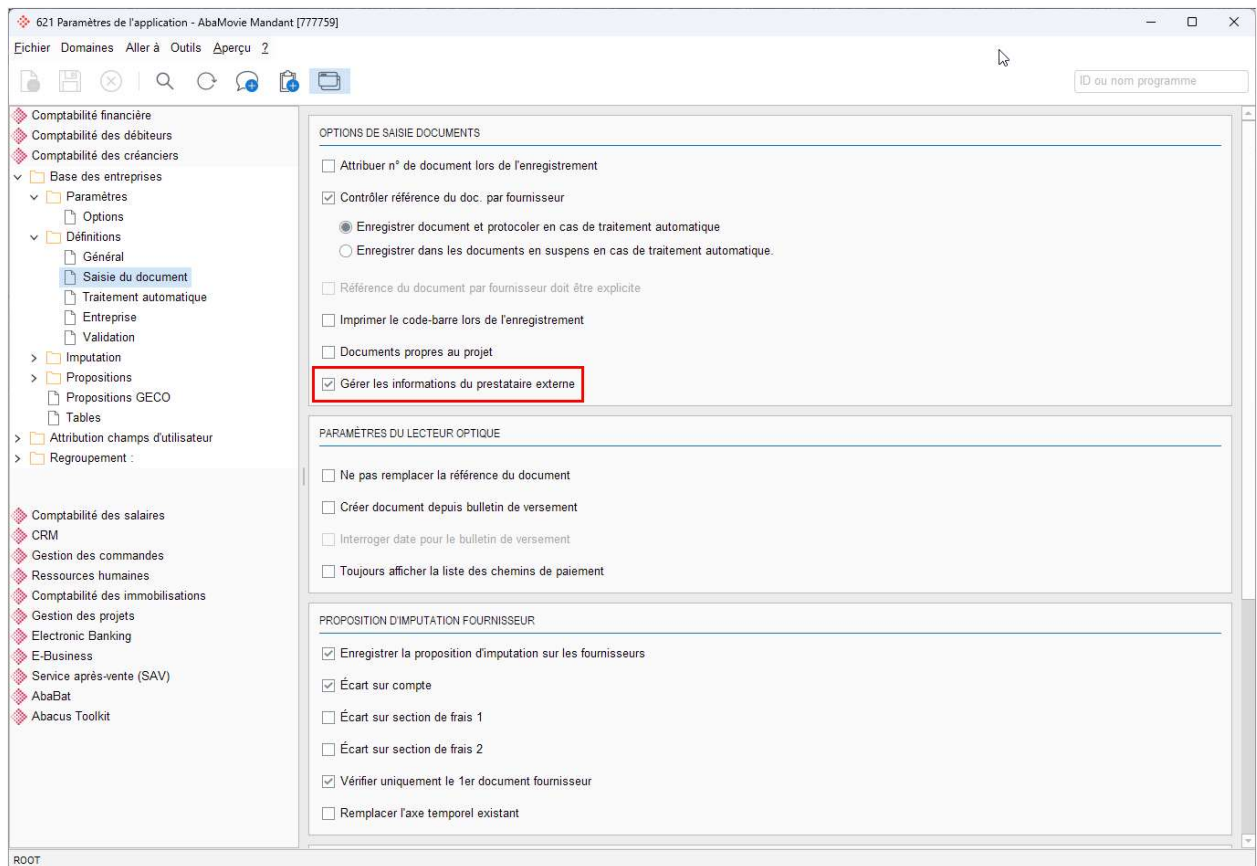 621 Paramètres de l'application - AbaMovie Mandant [777759]
Fichier Domaines Aller à Outils Aperçu ?
ID ou nom programme
Comptabilité financière
Comptabilité des débiteurs
Comptabilité des créanciers
Base des entreprises
Paramètres
Options
Définitions
Général
Saisie du document
Traitement automatique
Entreprise
Validation
Imputation
Propositions
Propositions GECO
Tables
Attribution champs d'utilisateur
Regroupement :
Comptabilité des salaires
CRM
Gestion des commandes
Ressources humaines
Comptabilité des immobilisations
Gestion des projets
Electronic Banking
E-Business
Service après-vente (SAV)
AbaBat
Abacus Toolkit
OPTIONS DE SAISIE DOCUMENTS
Attribuer n° de document lors de l'enregistrement
Contrôler référence du doc. par fournisseur
Enregistrer document et protocoler en cas de traitement automatique
Enregistrer dans les documents en suspens en cas de traitement automatique.
Référence du document par fournisseur doit être explicite
Imprimer le code-barre lors de l'enregistrement
Documents propres au projet
Gérer les informations du prestataire externe
PARAMÈTRES DU LECTEUR OPTIQUE
Ne pas remplacer la référence du document
Créer document depuis bulletin de versement
Interroger date pour le bulletin de versement
Toujours afficher la liste des chemins de paiement
PROPOSITION D'IMPUTATION FOURNISSEUR
Enregistrer la proposition d'imputation sur les fournisseurs
Écart sur compte
Écart sur section de frais 1
Écart sur section de frais 2
Vérifier uniquement le 1er document fournisseur
Remplacer l'axe temporel existant
ROOT